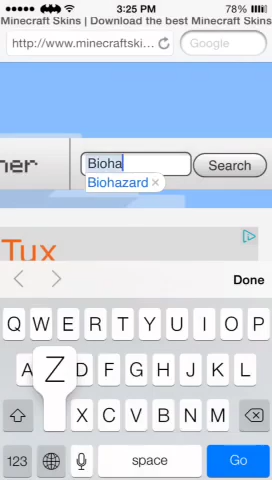 3:25 PM 78%
Minecraft Skins | Download the best Minecraft Skins
http://www.minecraftski... Google
ner Bioha Search
Biohazard ×
Tux
Done
Q W E R T Y U I O P
A Z D F G H J K L
X C V B N M
123 space Go